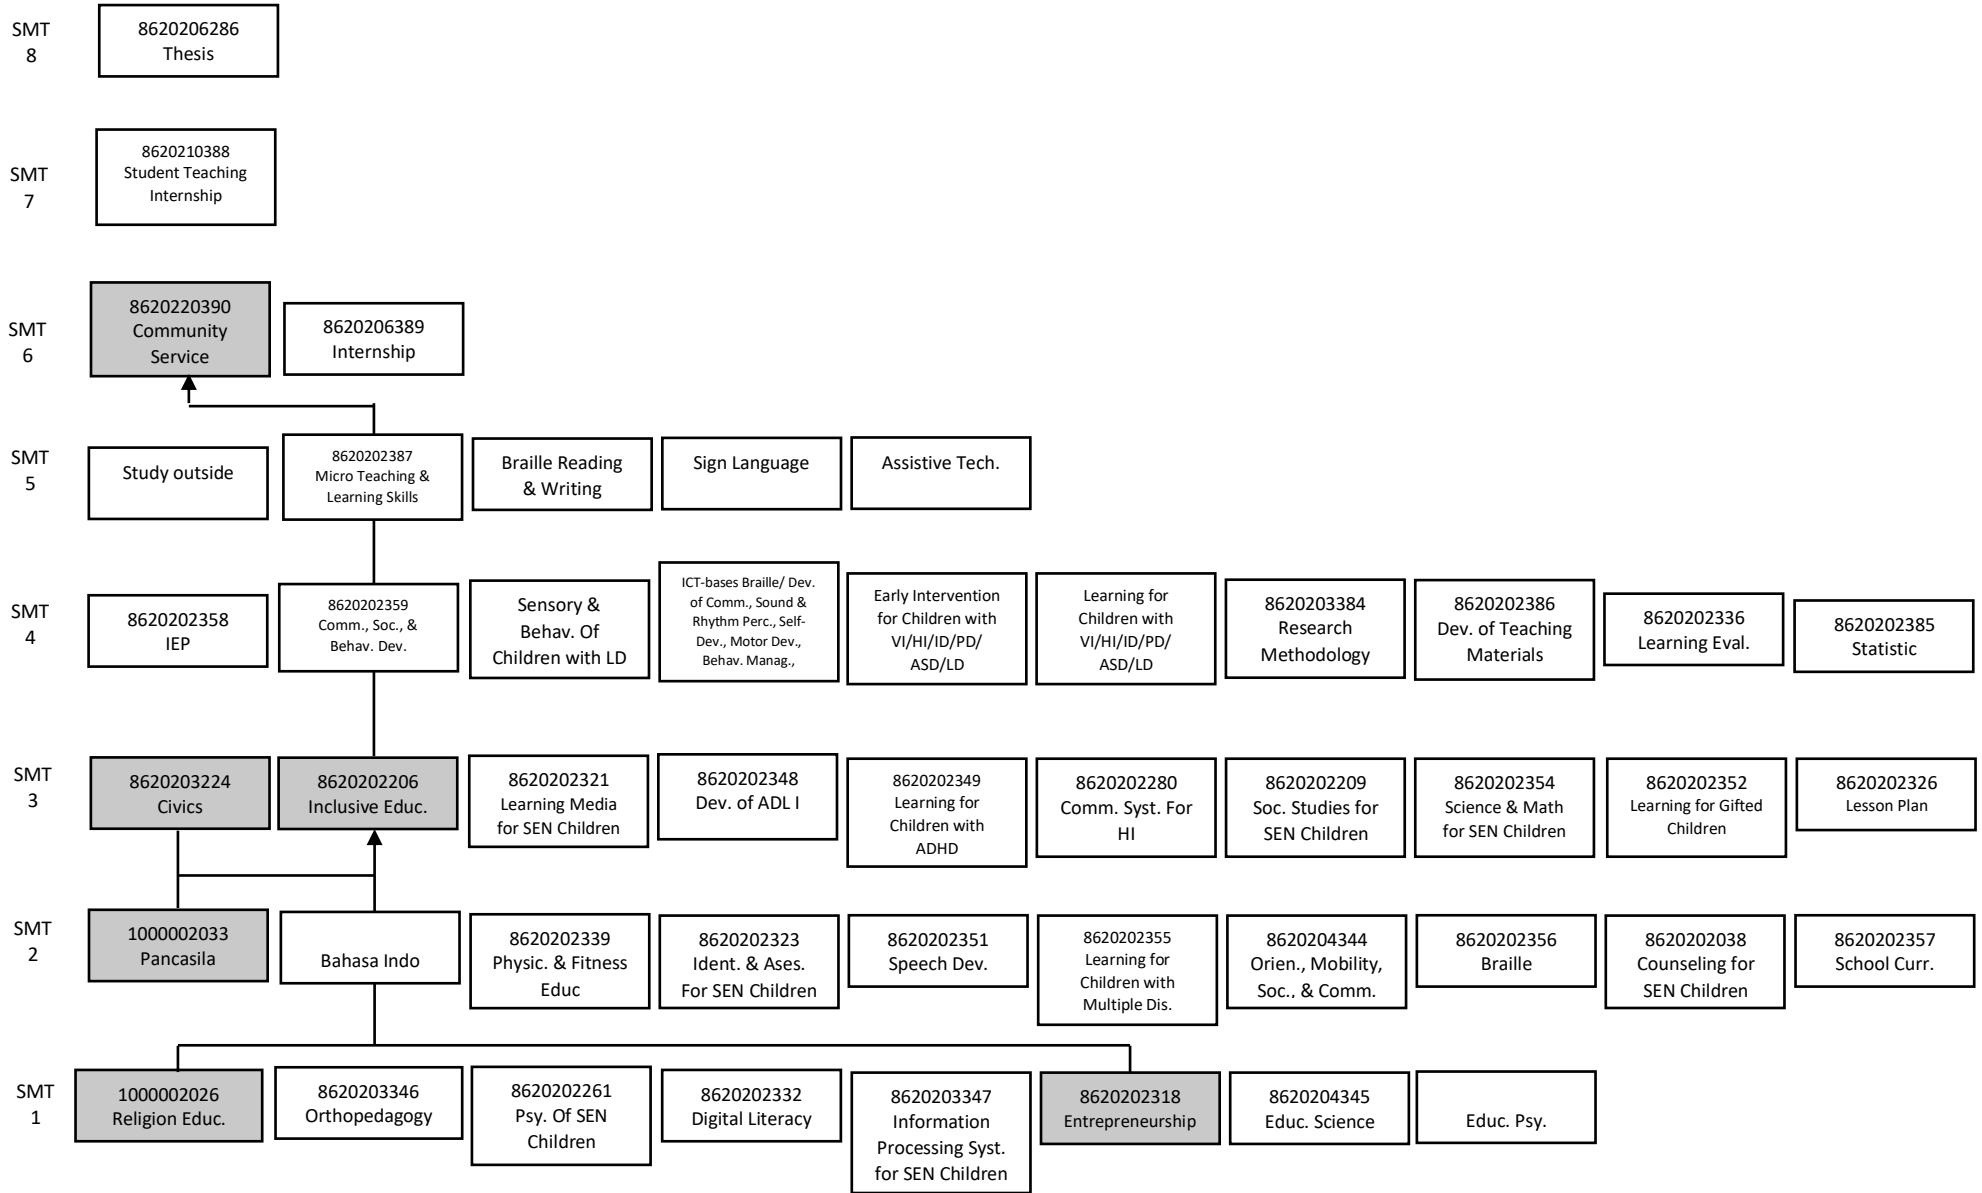 SMT
8
8620206286
Thesis
SMT
7
8620210388
Student Teaching
Internship
SMT
6
8620220390
Community
Service
8620206389
Internship
SMT
5
Study outside
8620202387
Micro Teaching &
Learning Skills
Braille Reading
& Writing
Sign Language
Assistive Tech.
SMT
4
8620202358
IEP
8620202359
Comm., Soc., &
Behav. Dev.
Sensory &
Behav. Of
Children with LD
ICT-bases Braille/ Dev.
of Comm., Sound &
Rhythm Perc., Self-
Dev., Motor Dev.,
Behav. Manag.,
Early Intervention
for Children with
VI/HI/ID/PD/
ASD/LD
Learning for
Children with
VI/HI/ID/PD/
ASD/LD
8620203384
Research
Methodology
8620202386
Dev. of Teaching
Materials
8620202336
Learning Eval.
8620202385
Statistic
SMT
3
8620203224
Civics
8620202206
Inclusive Educ.
8620202321
Learning Media
for SEN Children
8620202348
Dev. of ADL I
8620202349
Learning for
Children with
ADHD
8620202280
Comm. Syst. For
HI
8620202209
Soc. Studies for
SEN Children
8620202354
Science & Math
for SEN Children
8620202352
Learning for Gifted
Children
8620202326
Lesson Plan
SMT
2
1000002033
Pancasila
Bahasa Indo
8620202339
Physic. & Fitness
Educ
8620202323
Ident. & Ases.
For SEN Children
8620202351
Speech Dev.
8620202355
Learning for
Children with
Multiple Dis.
8620204344
Orien., Mobility,
Soc., & Comm.
8620202356
Braille
8620202038
Counseling for
SEN Children
8620202357
School Curr.
SMT
1
1000002026
Religion Educ.
8620203346
Orthopedagogy
8620202261
Psy. Of SEN
Children
8620202332
Digital Literacy
8620203347
Information
Processing Syst.
for SEN Children
8620202318
Entrepreneurship
8620204345
Educ. Science
Educ. Psy.